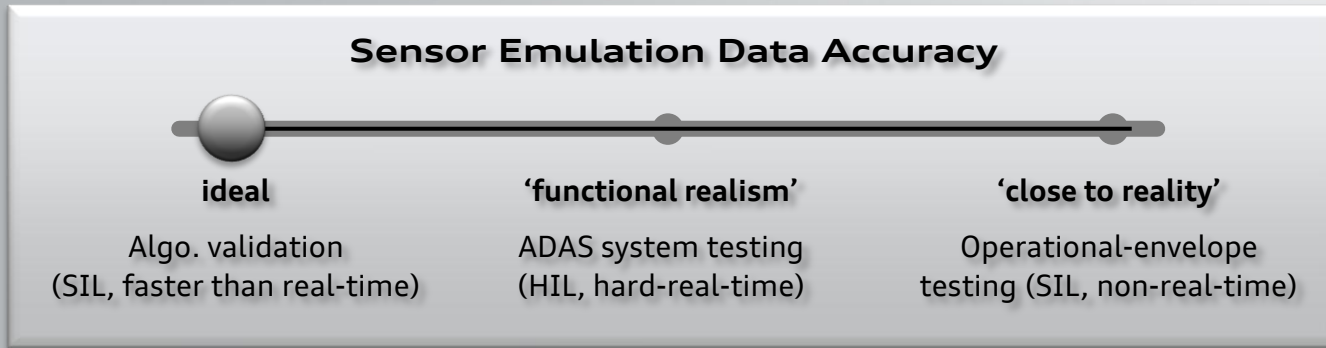 Sensor Emulation Data Accuracy
ideal
Algo. validation
(SIL, faster than real-time)
‘functional realism’
ADAS system testing
(HIL, hard-real-time)
‘close to reality’
Operational-envelope
testing (SIL, non-real-time)